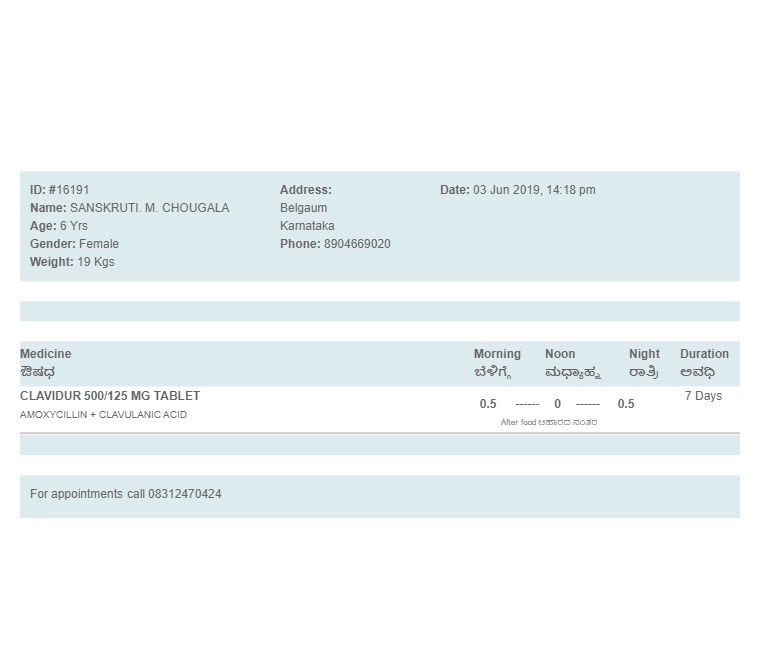 ID: #16191
Name: SANSKRUTI. M. CHOUGALA
Age: 6 Yrs
Gender: Female
Weight: 19 Kgs
Address:
Belgaum
Karnataka
Phone: 8904669020
Date: 03 Jun 2019, 14:18 pm
Medicine Morning Noon Night Duration
ಔಷಧ ಬೆಳಿಗ್ಗೆ ಮಧ್ಯಾಹ್ನ ರಾತ್ರಿ ಅವಧಿ
CLAVIDUR 500/125 MG TABLET 7 Days
0.5 ------ 0 ------ 0.5
AMOXYCILLIN + CLAVULANIC ACID
After food ಆಹಾರದ ನಂತರ
For appointments call 08312470424